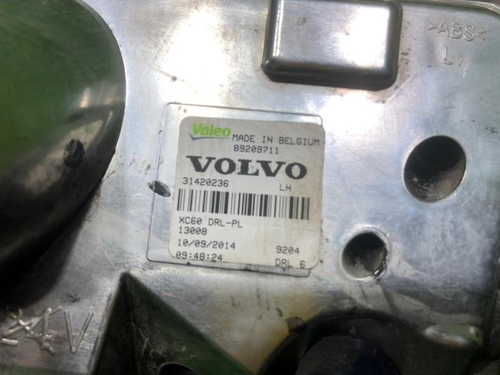 >ABS<
Valeo MADE IN BELGIUM
89209711
VOLVO
31420236 LH
XC60 DRL-PL
13008
10/09/2014 9204
09:48:24 DRL 6